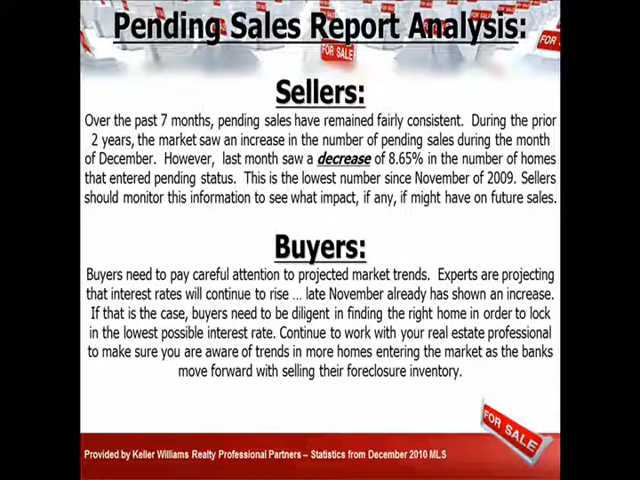 Pending Sales Report Analysis:
FOR SALE
Sellers:
Over the past 7 months, pending sales have remained fairly consistent. During the prior
2 years, the market saw an increase in the number of pending sales during the month
of December. However, last month saw a decrease of 8.65% in the number of homes
that entered pending status. This is the lowest number since November of 2009. Sellers
should monitor this information to see what impact, if any, if might have on future sales.
Buyers:
Buyers need to pay careful attention to projected market trends. Experts are projecting
that interest rates will continue to rise ... late November already has shown an increase.
If that is the case, buyers need to be diligent in finding the right home in order to lock
in the lowest possible interest rate. Continue to work with your real estate professional
to make sure you are aware of trends in more homes entering the market as the banks
move forward with selling their foreclosure inventory.
FOR SALE
Provided by Keller Williams Realty Professional Partners – Statistics from December 2010 MLS